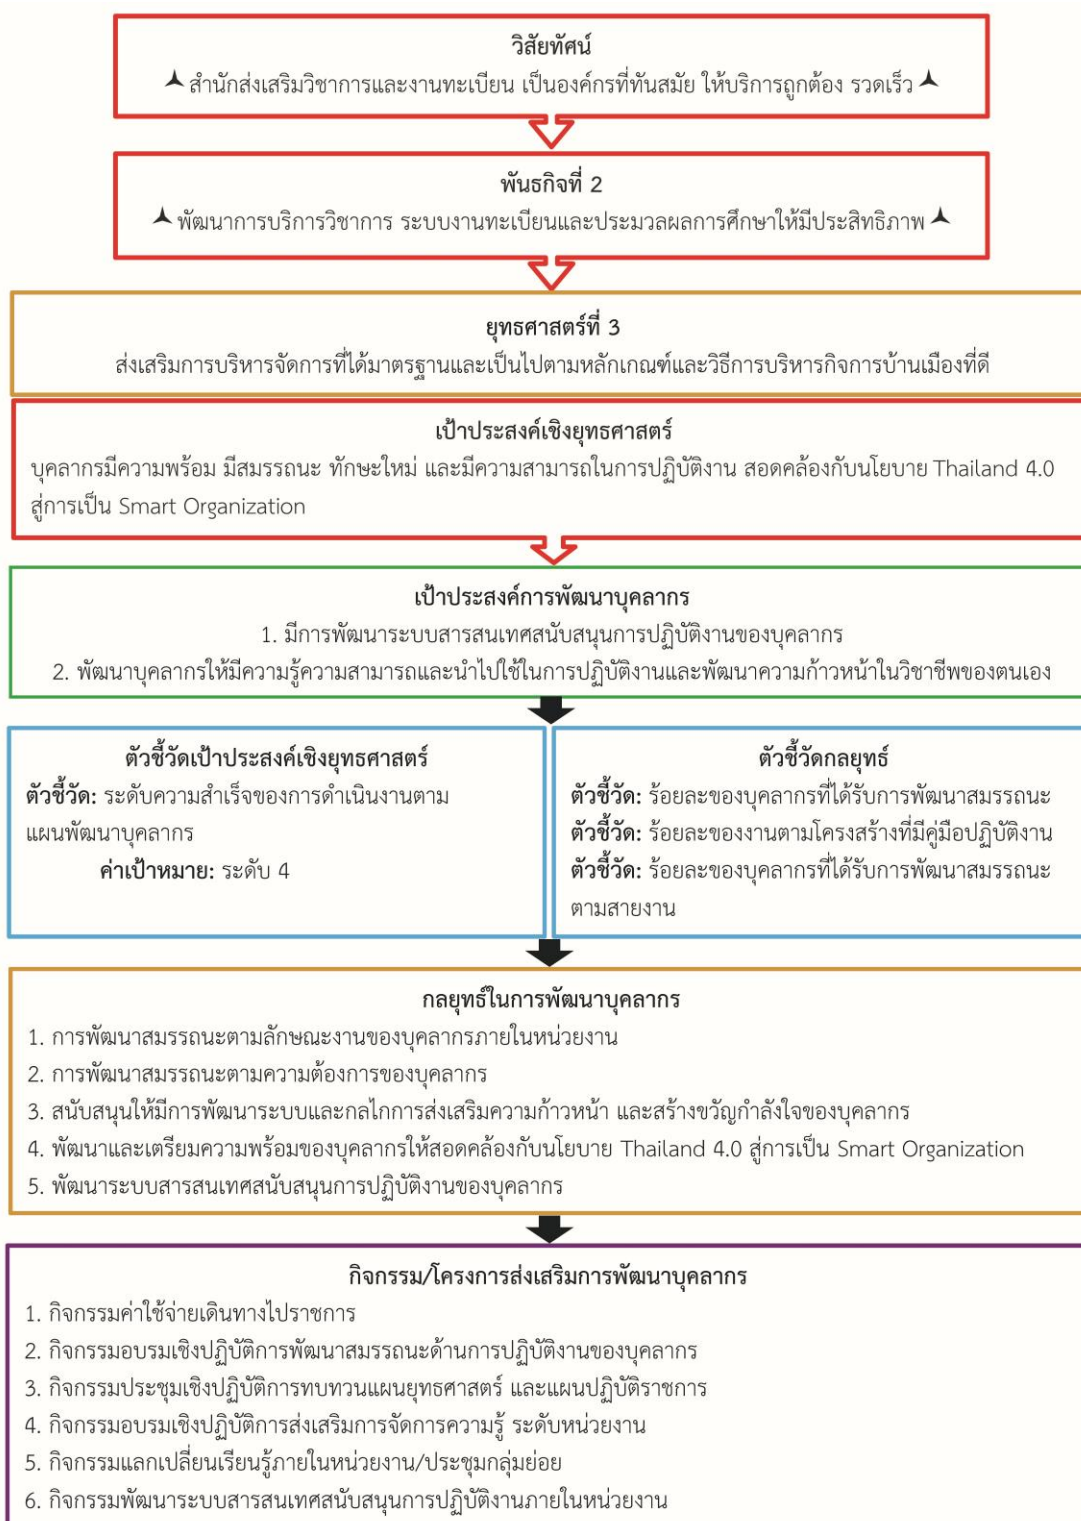 วิสัยทัศน์
สำนักส่งเสริมวิชาการและงานทะเบียน เป็นองค์กรที่ทันสมัย ให้บริการถูกต้อง รวดเร็ว
พันธกิจที่ 2
พัฒนาการบริการวิชาการ ระบบงานทะเบียนและประมวลผลการศึกษาให้มีประสิทธิภาพ
ยุทธศาสตร์ที่ 3
ส่งเสริมการบริหารจัดการที่ได้มาตรฐานและเป็นไปตามหลักเกณฑ์และวิธีการบริหารกิจการบ้านเมืองที่ดี
เป้าประสงค์เชิงยุทธศาสตร์
บุคลากรมีความพร้อม มีสมรรถนะ ทักษะใหม่ และมีความสามารถในการปฏิบัติงาน สอดคล้องกับนโยบาย Thailand 4.0
สู่การเป็น Smart Organization
เป้าประสงค์การพัฒนาบุคลากร
1. มีการพัฒนาระบบสารสนเทศสนับสนุนการปฏิบัติงานของบุคลากร
2. พัฒนาบุคลากรให้มีความรู้ความสามารถและนำไปใช้ในการปฏิบัติงานและพัฒนาความก้าวหน้าในวิชาชีพของตนเอง
ตัวชี้วัดเป้าประสงค์เชิงยุทธศาสตร์
ตัวชี้วัด: ระดับความสำเร็จของการดำเนินงานตาม
แผนพัฒนาบุคลากร
ค่าเป้าหมาย: ระดับ 4
ตัวชี้วัดกลยุทธ์
ตัวชี้วัด: ร้อยละของบุคลากรที่ได้รับการพัฒนาสมรรถนะ
ตัวชี้วัด: ร้อยละของงานตามโครงสร้างที่มีคู่มือปฏิบัติงาน
ตัวชี้วัด: ร้อยละของบุคลากรที่ได้รับการพัฒนาสมรรถนะ
ตามสายงาน
กลยุทธ์ในการพัฒนาบุคลากร
1. การพัฒนาสมรรถนะตามลักษณะงานของบุคลากรภายในหน่วยงาน
2. การพัฒนาสมรรถนะตามความต้องการของบุคลากร
3. สนับสนุนให้มีการพัฒนาระบบและกลไกการส่งเสริมความก้าวหน้า และสร้างขวัญกำลังใจของบุคลากร
4. พัฒนาและเตรียมความพร้อมของบุคลากรให้สอดคล้องกับนโยบาย Thailand 4.0 สู่การเป็น Smart Organization
5. พัฒนาระบบสารสนเทศสนับสนุนการปฏิบัติงานของบุคลากร
กิจกรรม/โครงการส่งเสริมการพัฒนาบุคลากร
1. กิจกรรมค่าใช้จ่ายเดินทางไปราชการ
2. กิจกรรมอบรมเชิงปฏิบัติการพัฒนาสมรรถนะด้านการปฏิบัติงานของบุคลากร
3. กิจกรรมประชุมเชิงปฏิบัติการทบทวนแผนยุทธศาสตร์ และแผนปฏิบัติราชการ
4. กิจกรรมอบรมเชิงปฏิบัติการส่งเสริมการจัดการความรู้ ระดับหน่วยงาน
5. กิจกรรมแลกเปลี่ยนเรียนรู้ภายในหน่วยงาน/ประชุมกลุ่มย่อย
6. กิจกรรมพัฒนาระบบสารสนเทศสนับสนุนการปฏิบัติงานภายในหน่วยงาน